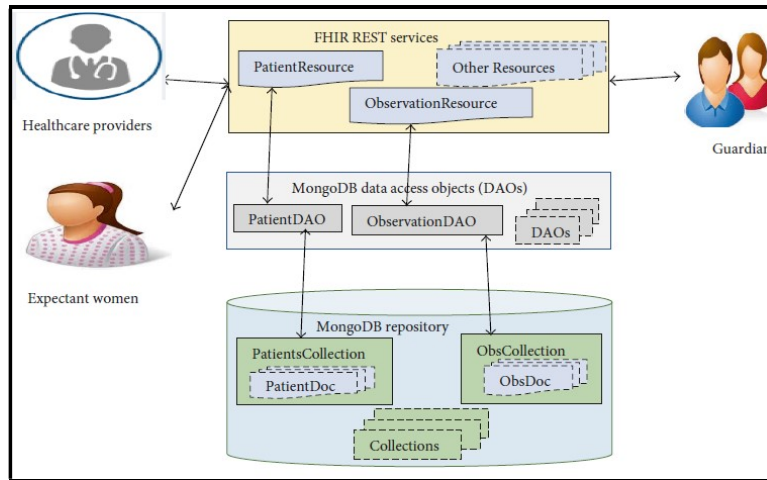 FHIR REST services
PatientResource
Other Resources
ObservationResource
Healthcare providers
Guardian
MongoDB data access objects (DAOs)
PatientDAO
ObservationDAO
DAOs
Expectant women
MongoDB repository
PatientsCollection
ObsCollection
PatientDoc
ObsDoc
Collections